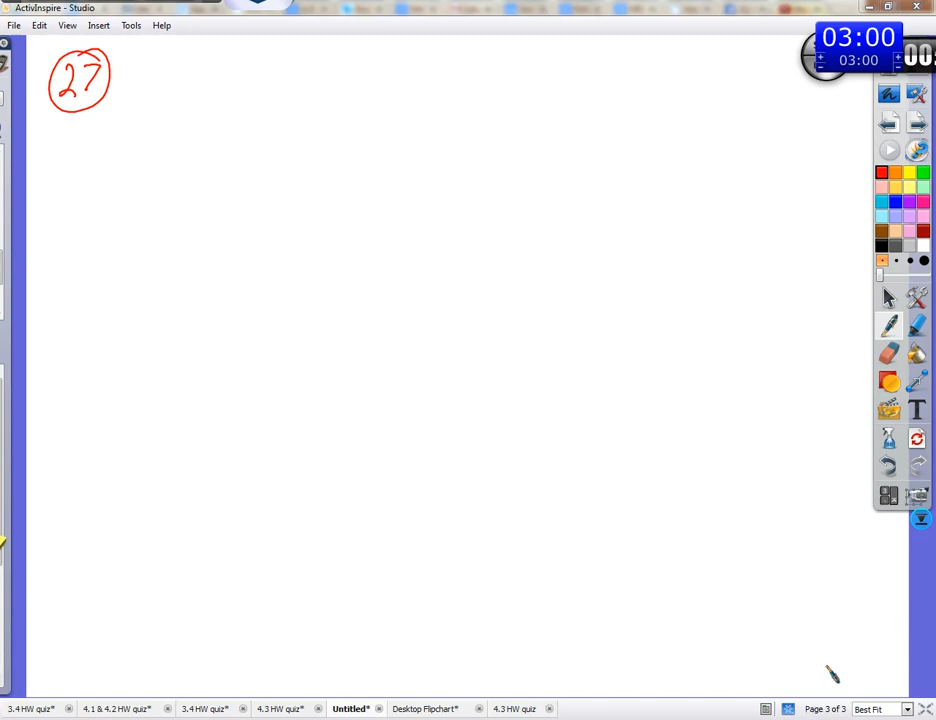 ActivInspire - Studio
File Edit View Insert Tools Help
03:00
03:00
27
3.4 HW quiz* 4.1 & 4.2 HW quiz* 3.4 HW quiz* 4.3 HW quiz* Untitled* Desktop Flipchart* 4.3 HW quiz
Page 3 of 3 Best Fit